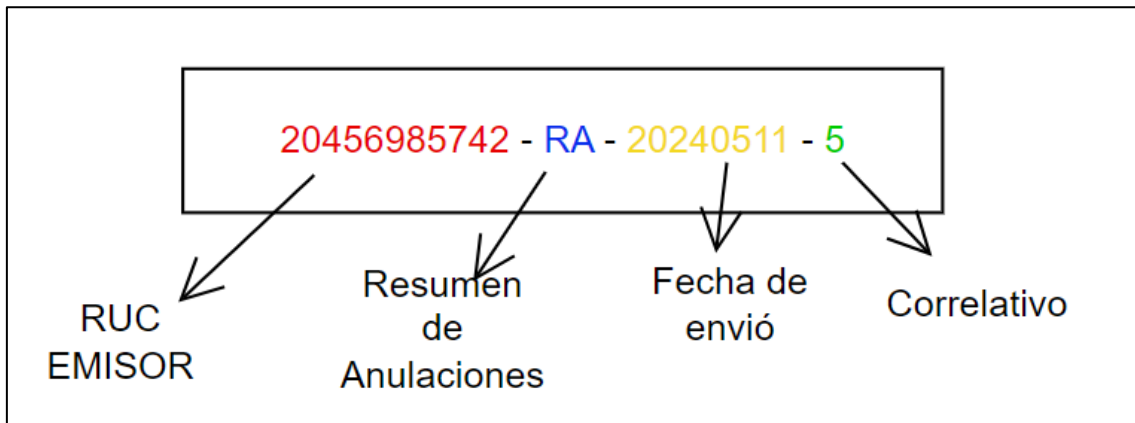 20456985742 - RA - 20240511 - 5
RUC
EMISOR
Resumen
de
Anulaciones
Fecha de
envió
Correlativo